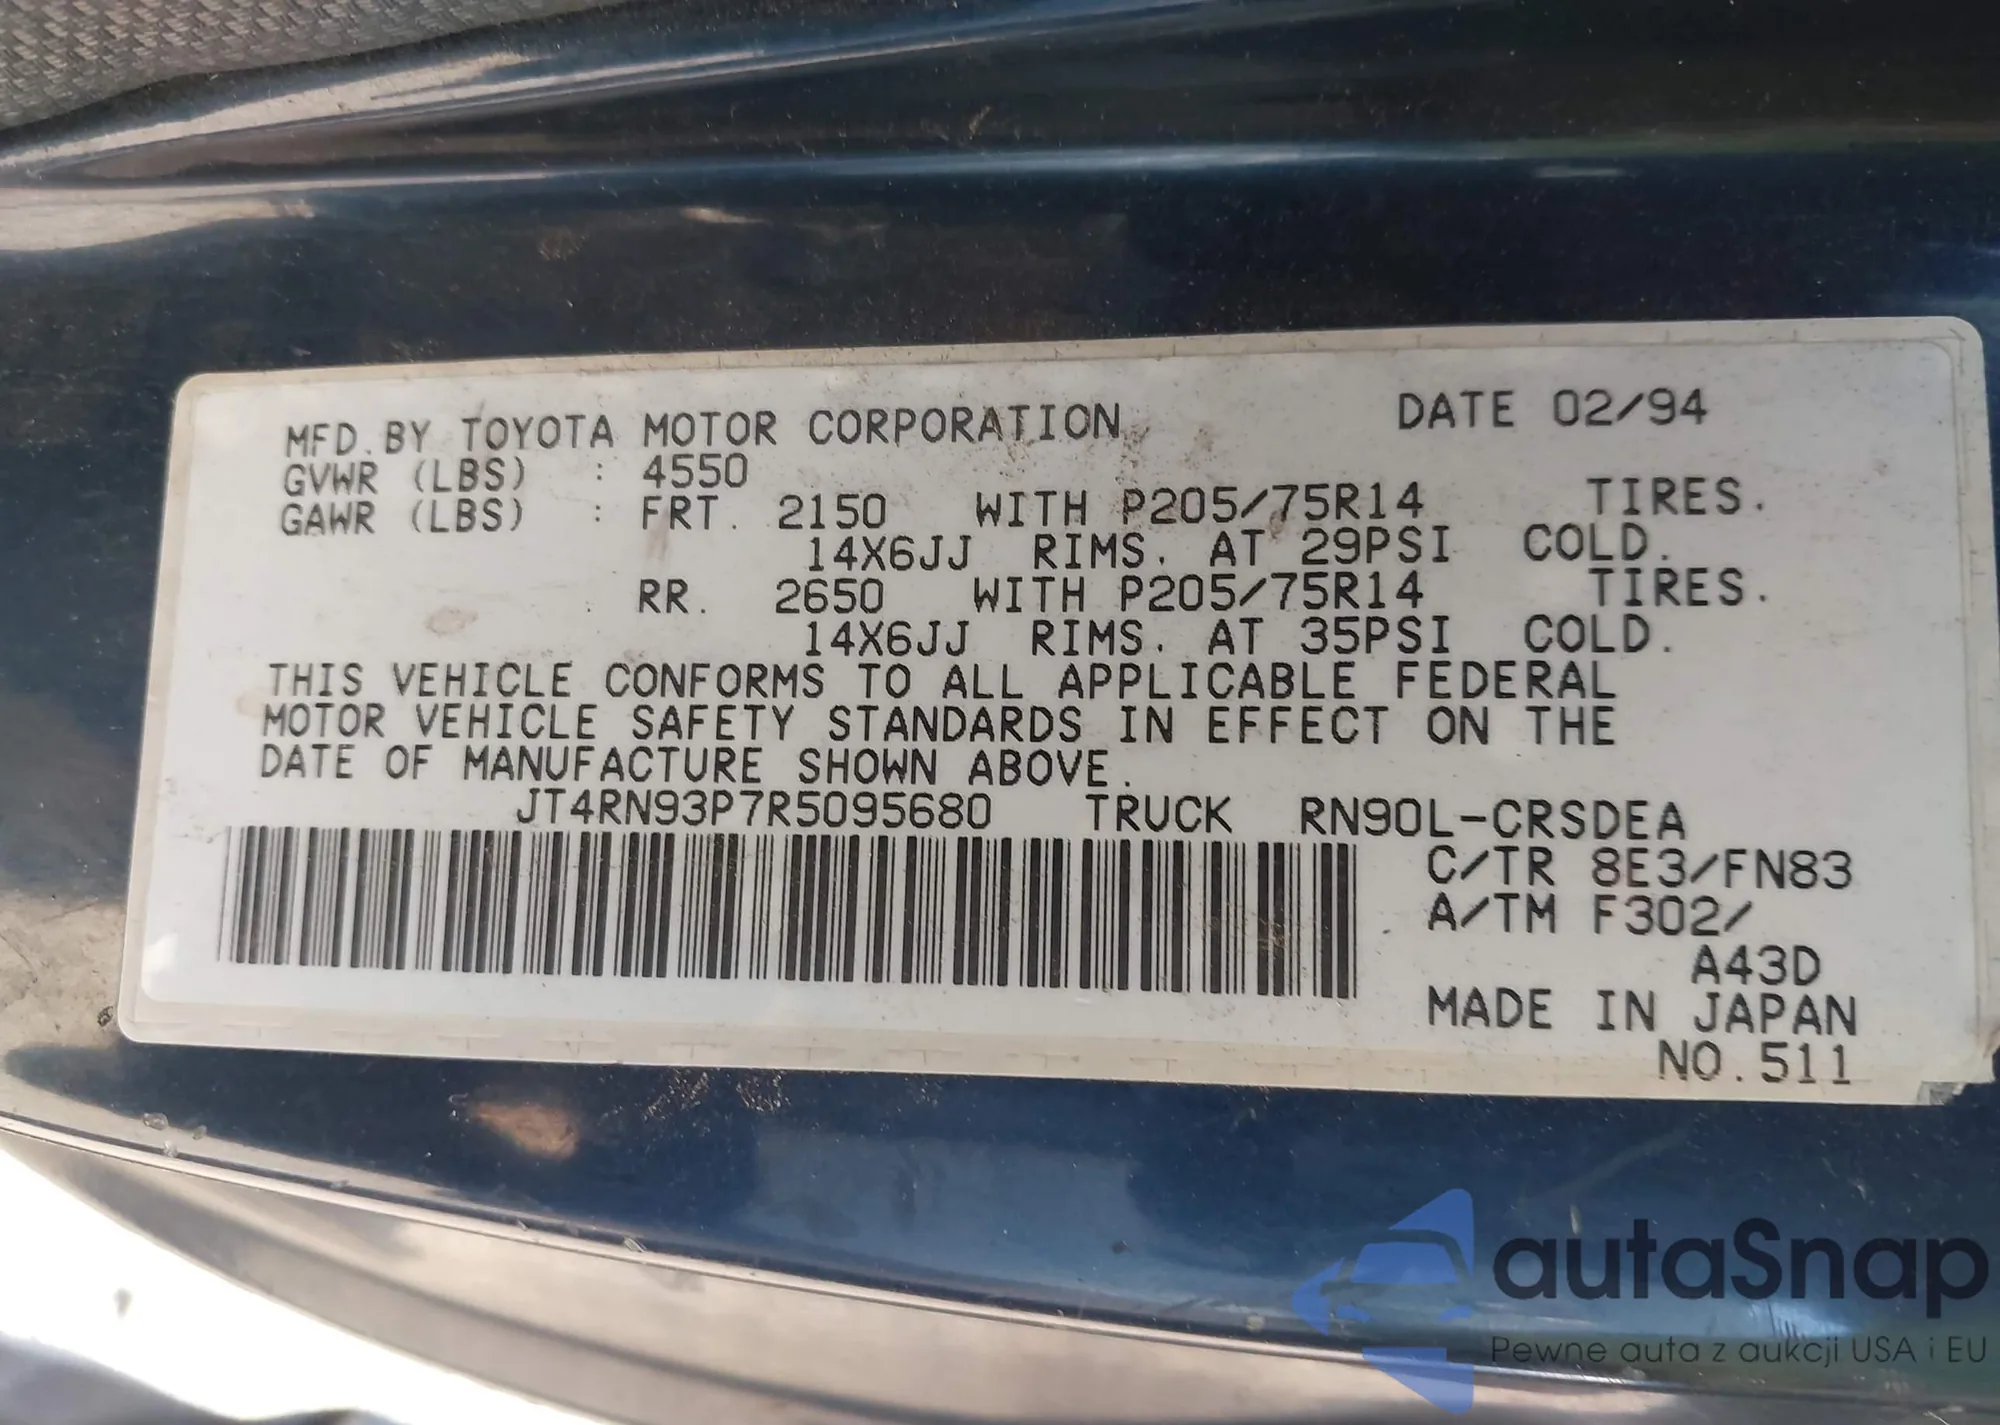 MFD. BY TOYOTA MOTOR CORPORATION DATE 02/94
GVWR (LBS) : 4550
GAWR (LBS) : FRT. 2150 WITH P205/75R14 TIRES.
14X6JJ RIMS. AT 29PSI COLD.
RR. 2650 WITH P205/75R14 TIRES.
14X6JJ RIMS. AT 35PSI COLD.
THIS VEHICLE CONFORMS TO ALL APPLICABLE FEDERAL
MOTOR VEHICLE SAFETY STANDARDS IN EFFECT ON THE
DATE OF MANUFACTURE SHOWN ABOVE.
JT4RN93P7R5095680 TRUCK RN90L-CRSDEA
C/TR 8E3/FN83
A/TM F302/
A43D
MADE IN JAPAN
NO.511
autaSnap
Pewne auta z aukcji USA i EU